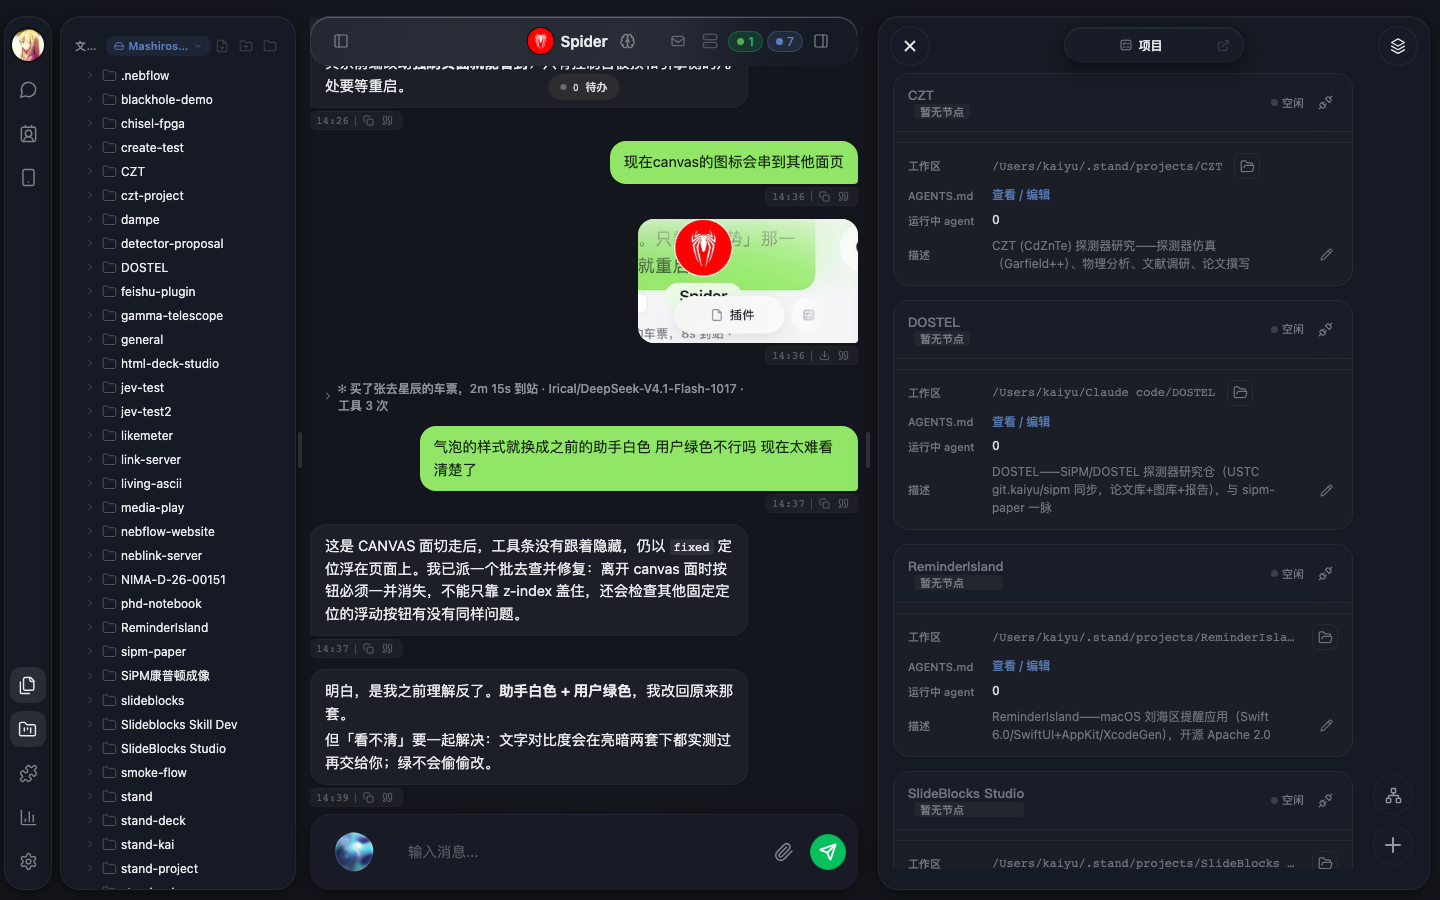 文...
Mashiros...
.nebflow
blackhole-demo
chisel-fpga
create-test
CZT
czt-project
dampe
detector-proposal
DOSTEL
feishu-plugin
gamma-telescope
general
html-deck-studio
jev-test
jev-test2
likemeter
link-server
living-ascii
media-play
nebflow-website
neblink-server
NIMA-D-26-00151
phd-notebook
ReminderIsland
sipm-paper
SiPM康普顿成像
slideblocks
Slideblocks Skill Dev
SlideBlocks Studio
smoke-flow
stand
stand-deck
stand-kai
stand-project
Spider
1
7
处要等重启。
0 待办
14:26
现在canvas的图标会串到其他面页
14:36
。只
势」那一
就重启
Spider
插件
车票，8s 到站 ·
14:36
✻ 买了张去星辰的车票，2m 15s 到站 · lrical/DeepSeek-V4.1-Flash-1017 ·
工具 3 次
气泡的样式就换成之前的助手白色 用户绿色不行吗 现在太难看
清楚了
14:37
这是 CANVAS 面切走后，工具条没有跟着隐藏，仍以 fixed 定
位浮在页面上。我已派一个批去查并修复：离开 canvas 面时按
钮必须一并消失，不能只靠 z-index 盖住，还会检查其他固定定
位的浮动按钮有没有同样问题。
14:37
明白，是我之前理解反了。助手白色 + 用户绿色，我改回原来那
套。
但「看不清」要一起解决：文字对比度会在亮暗两套下都实测过
再交给你；绿不会偷偷改。
14:39
输入消息...
项目
CZT
暂无节点
空闲
工作区
/Users/kaiyu/.stand/projects/CZT
AGENTS.md
查看 / 编辑
运行中 agent
0
描述
CZT (CdZnTe) 探测器研究——探测器仿真
（Garfield++）、物理分析、文献调研、论文撰写
DOSTEL
暂无节点
空闲
工作区
/Users/kaiyu/Claude code/DOSTEL
AGENTS.md
查看 / 编辑
运行中 agent
0
描述
DOSTEL——SiPM/DOSTEL 探测器研究仓（USTC
git.kaiyu/sipm 同步，论文库+图库+报告），与 sipm-
paper 一脉
ReminderIsland
暂无节点
空闲
工作区
/Users/kaiyu/.stand/projects/ReminderIsla…
AGENTS.md
查看 / 编辑
运行中 agent
0
描述
ReminderIsland——macOS 刘海区提醒应用（Swift
6.0/SwiftUI+AppKit/XcodeGen），开源 Apache 2.0
SlideBlocks Studio
暂无节点
空闲
工作区
/Users/kaiyu/.stand/projects/SlideBlocks …